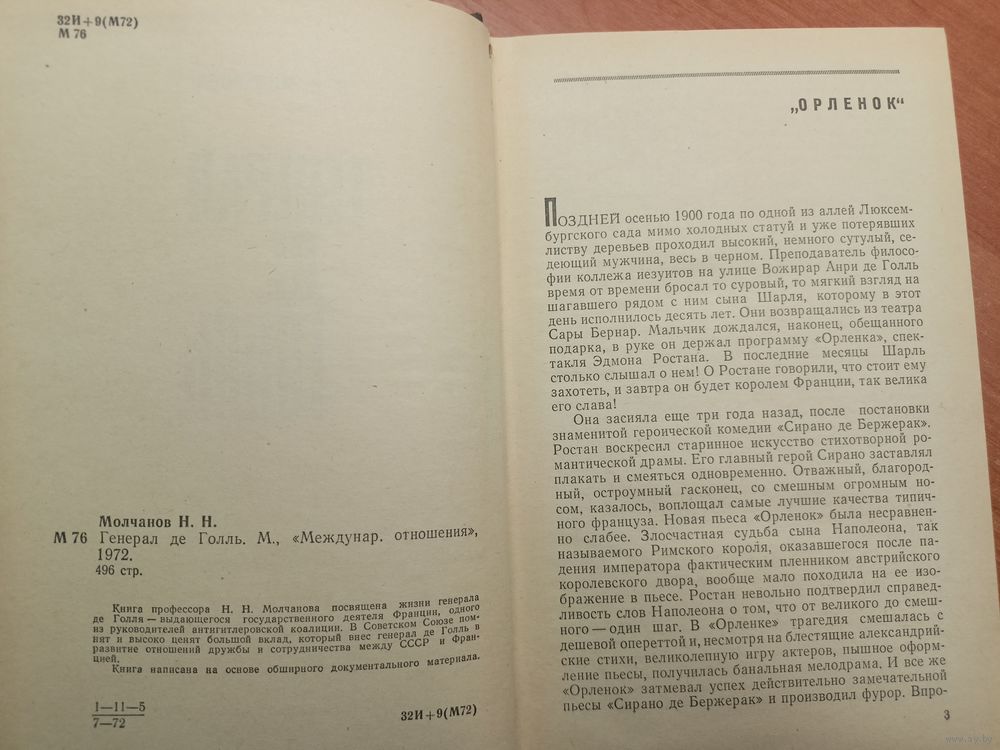 32И+9(М72)
М 76
Молчанов Н. Н.
М 76 Генерал де Голль. М., «Междунар. отношения»,
1972.
496 стр.
Книга профессора Н. Н. Молчанова посвящена жизни генерала
де Голля — выдающегося государственного деятеля Франции, одного
из руководителей антигитлеровской коалиции. В Советском Союзе пом-
нят и высоко ценят большой вклад, который внес генерал де Голль в
развитие отношений дружбы и сотрудничества между СССР и Фран-
цией.
Книга написана на основе обширного документального материала.
1—11—5
7—72
32И+9(М72)
„ОРЛЕНОК“
ПОЗДНЕЙ осенью 1900 года по одной из аллей Люксем-
бургского сада мимо холодных статуй и уже потерявших
листву деревьев проходил высокий, немного сутулый, се-
деющий мужчина, весь в черном. Преподаватель филосо-
фии коллежа иезуитов на улице Вожирар Анри де Голль
время от времени бросал то суровый, то мягкий взгляд на
шагавшего рядом с ним сына Шарля, которому в этот
день исполнилось десять лет. Они возвращались из театра
Сары Бернар. Мальчик дождался, наконец, обещанного
подарка, в руке он держал программу «Орленка», спек-
такля Эдмона Ростана. В последние месяцы Шарль
столько слышал о нем! О Ростане говорили, что стоит ему
захотеть, и завтра он будет королем Франции, так велика
его слава!
Она засияла еще три года назад, после постановки
знаменитой героической комедии «Сирано де Бержерак».
Ростан воскресил старинное искусство стихотворной ро-
мантической драмы. Его главный герой Сирано заставлял
плакать и смеяться одновременно. Отважный, благород-
ный, остроумный гасконец, со смешным огромным но-
сом, казалось, воплощал самые лучшие качества типич-
ного француза. Новая пьеса «Орленок» была несравнен-
но слабее. Злосчастная судьба сына Наполеона, так
называемого Римского короля, оказавшегося после па-
дения императора фактическим пленником австрийского
королевского двора, вообще мало походила на ее изо-
бражение в пьесе. Ростан невольно подтвердил справед-
ливость слов Наполеона о том, что от великого до смеш-
ного — один шаг. В «Орленке» трагедия смешалась с
дешевой опереттой и, несмотря на блестящие александрий-
ские стихи, великолепную игру актеров, пышное оформ-
ление пьесы, получилась банальная мелодрама. И все же
«Орленок» затмевал успех действительно замечательной
пьесы «Сирано де Бержерак» и производил фурор. Впро-
3
www.ay.by